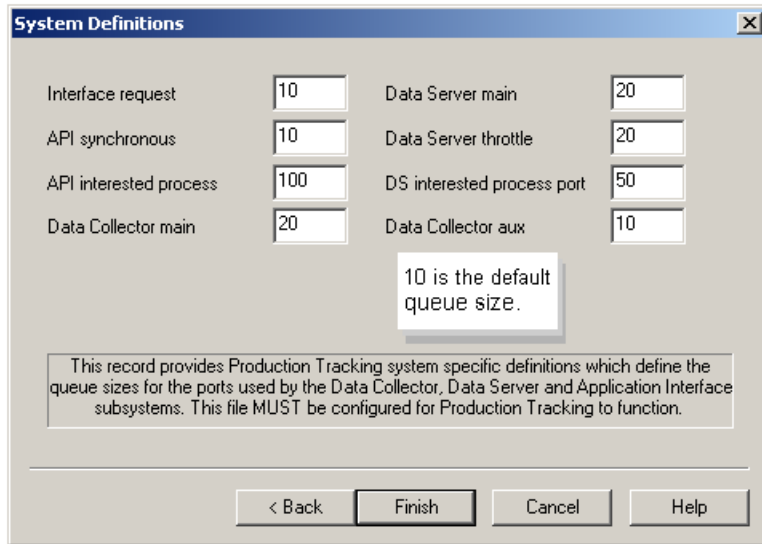 System Definitions
Interface request 10 Data Server main 20
API synchronous 10 Data Server throttle 20
API interested process 100 DS interested process port 50
Data Collector main 20 Data Collector aux 10
10 is the default
queue size.
This record provides Production Tracking system specific definitions which define the
queue sizes for the ports used by the Data Collector, Data Server and Application Interface
subsystems. This file MUST be configured for Production Tracking to function.
< Back Finish Cancel Help